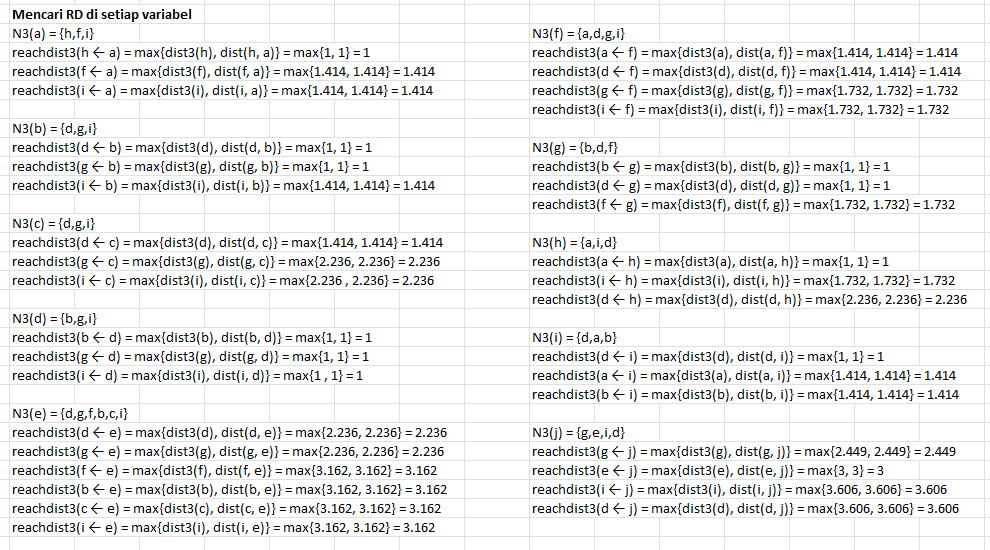 Mencari RD di setiap variabel
N3(a) = {h,f,i}
reachdist3(h ← a) = max{dist3(h), dist(h, a)} = max{1, 1} = 1
reachdist3(f ← a) = max{dist3(f), dist(f, a)} = max{1.414, 1.414} = 1.414
reachdist3(i ← a) = max{dist3(i), dist(i, a)} = max{1.414, 1.414} = 1.414
N3(b) = {d,g,i}
reachdist3(d ← b) = max{dist3(d), dist(d, b)} = max{1, 1} = 1
reachdist3(g ← b) = max{dist3(g), dist(g, b)} = max{1, 1} = 1
reachdist3(i ← b) = max{dist3(i), dist(i, b)} = max{1.414, 1.414} = 1.414
N3(c) = {d,g,i}
reachdist3(d ← c) = max{dist3(d), dist(d, c)} = max{1.414, 1.414} = 1.414
reachdist3(g ← c) = max{dist3(g), dist(g, c)} = max{2.236, 2.236} = 2.236
reachdist3(i ← c) = max{dist3(i), dist(i, c)} = max{2.236 , 2.236} = 2.236
N3(d) = {b,g,i}
reachdist3(b ← d) = max{dist3(b), dist(b, d)} = max{1, 1} = 1
reachdist3(g ← d) = max{dist3(g), dist(g, d)} = max{1, 1} = 1
reachdist3(i ← d) = max{dist3(i), dist(i, d)} = max{1 , 1} = 1
N3(e) = {d,g,f,b,c,i}
reachdist3(d ← e) = max{dist3(d), dist(d, e)} = max{2.236, 2.236} = 2.236
reachdist3(g ← e) = max{dist3(g), dist(g, e)} = max{2.236, 2.236} = 2.236
reachdist3(f ← e) = max{dist3(f), dist(f, e)} = max{3.162, 3.162} = 3.162
reachdist3(b ← e) = max{dist3(b), dist(b, e)} = max{3.162, 3.162} = 3.162
reachdist3(c ← e) = max{dist3(c), dist(c, e)} = max{3.162, 3.162} = 3.162
reachdist3(i ← e) = max{dist3(i), dist(i, e)} = max{3.162, 3.162} = 3.162
N3(f) = {a,d,g,i}
reachdist3(a ← f) = max{dist3(a), dist(a, f)} = max{1.414, 1.414} = 1.414
reachdist3(d ← f) = max{dist3(d), dist(d, f)} = max{1.414, 1.414} = 1.414
reachdist3(g ← f) = max{dist3(g), dist(g, f)} = max{1.732, 1.732} = 1.732
reachdist3(i ← f) = max{dist3(i), dist(i, f)} = max{1.732, 1.732} = 1.732
N3(g) = {b,d,f}
reachdist3(b ← g) = max{dist3(b), dist(b, g)} = max{1, 1} = 1
reachdist3(d ← g) = max{dist3(d), dist(d, g)} = max{1, 1} = 1
reachdist3(f ← g) = max{dist3(f), dist(f, g)} = max{1.732, 1.732} = 1.732
N3(h) = {a,i,d}
reachdist3(a ← h) = max{dist3(a), dist(a, h)} = max{1, 1} = 1
reachdist3(i ← h) = max{dist3(i), dist(i, h)} = max{1.732, 1.732} = 1.732
reachdist3(d ← h) = max{dist3(d), dist(d, h)} = max{2.236, 2.236} = 2.236
N3(i) = {d,a,b}
reachdist3(d ← i) = max{dist3(d), dist(d, i)} = max{1, 1} = 1
reachdist3(a ← i) = max{dist3(a), dist(a, i)} = max{1.414, 1.414} = 1.414
reachdist3(b ← i) = max{dist3(b), dist(b, i)} = max{1.414, 1.414} = 1.414
N3(j) = {g,e,i,d}
reachdist3(g ← j) = max{dist3(g), dist(g, j)} = max{2.449, 2.449} = 2.449
reachdist3(e ← j) = max{dist3(e), dist(e, j)} = max{3, 3} = 3
reachdist3(i ← j) = max{dist3(i), dist(i, j)} = max{3.606, 3.606} = 3.606
reachdist3(d ← j) = max{dist3(d), dist(d, j)} = max{3.606, 3.606} = 3.606